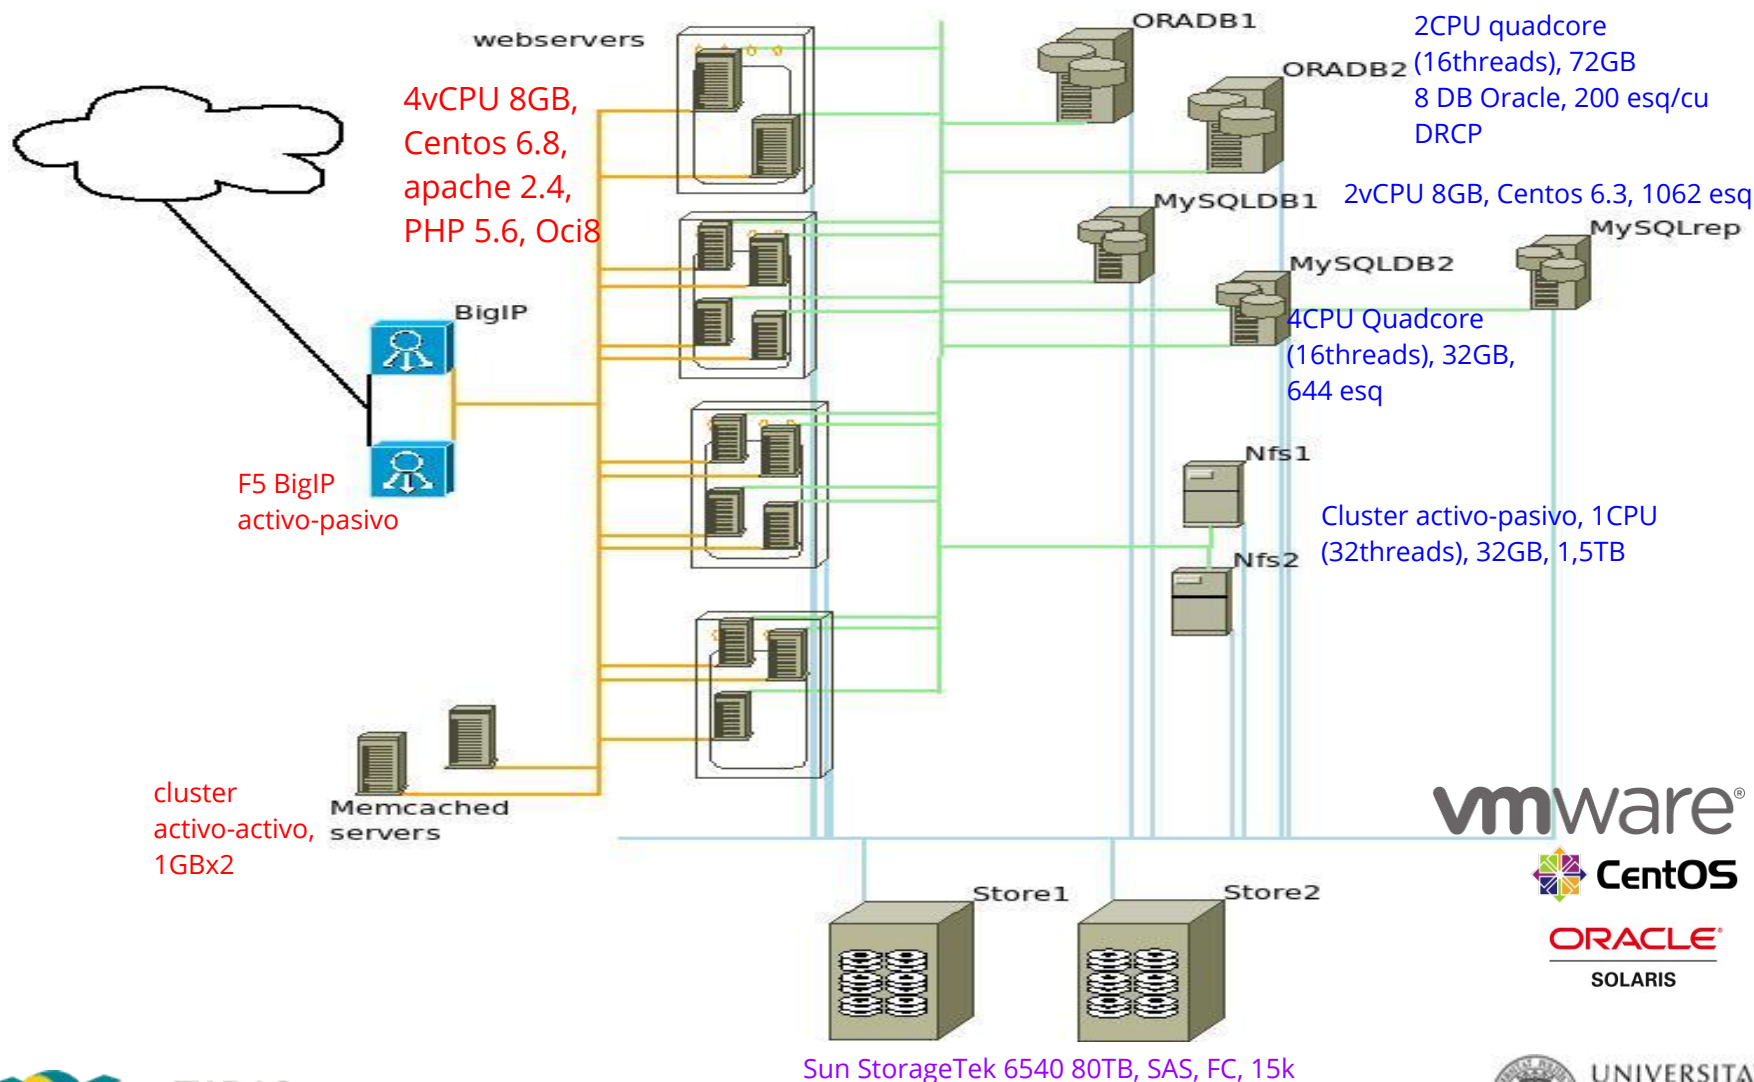 webservers
ORADB1
ORADB2
2CPU quadcore
(16threads), 72GB
8 DB Oracle, 200 esq/cu
DRCP
4vCPU 8GB,
Centos 6.8,
apache 2.4,
PHP 5.6, Oci8
MySQLDB1
2vCPU 8GB, Centos 6.3, 1062 esq
MySQLrep
MySQLDB2
4CPU Quadcore
(16threads), 32GB,
644 esq
BigIP
F5 BigIP
activo-pasivo
Nfs1
Cluster activo-pasivo, 1CPU
(32threads), 32GB, 1,5TB
Nfs2
cluster
activo-activo,
1GBx2
Memcached
servers
vmware®
CentOS
ORACLE®
SOLARIS
Store1
Store2
Sun StorageTek 6540 80TB, SAS, FC, 15k
UNIVERSITA